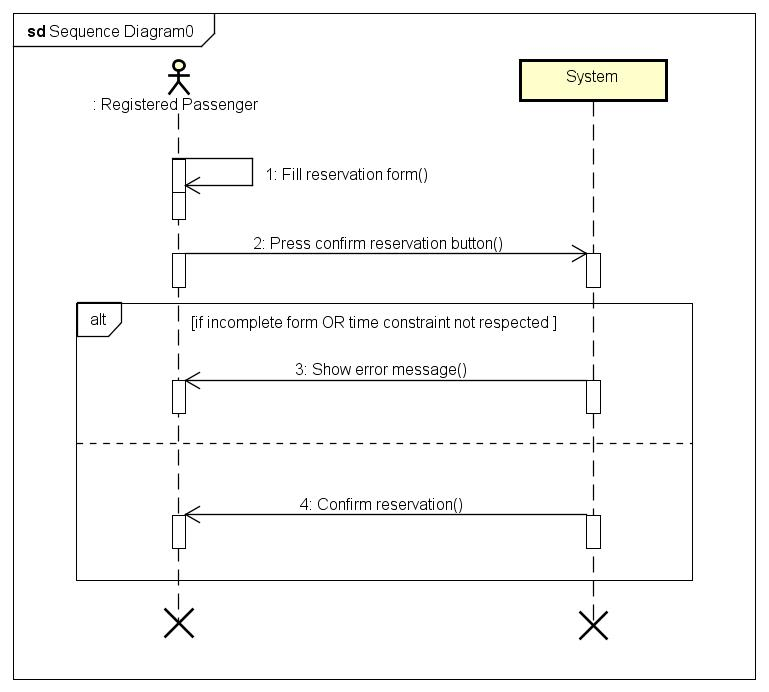 sd Sequence Diagram0
: Registered Passenger
System
1: Fill reservation form()
2: Press confirm reservation button()
alt
[if incomplete form OR time constraint not respected ]
3: Show error message()
4: Confirm reservation()